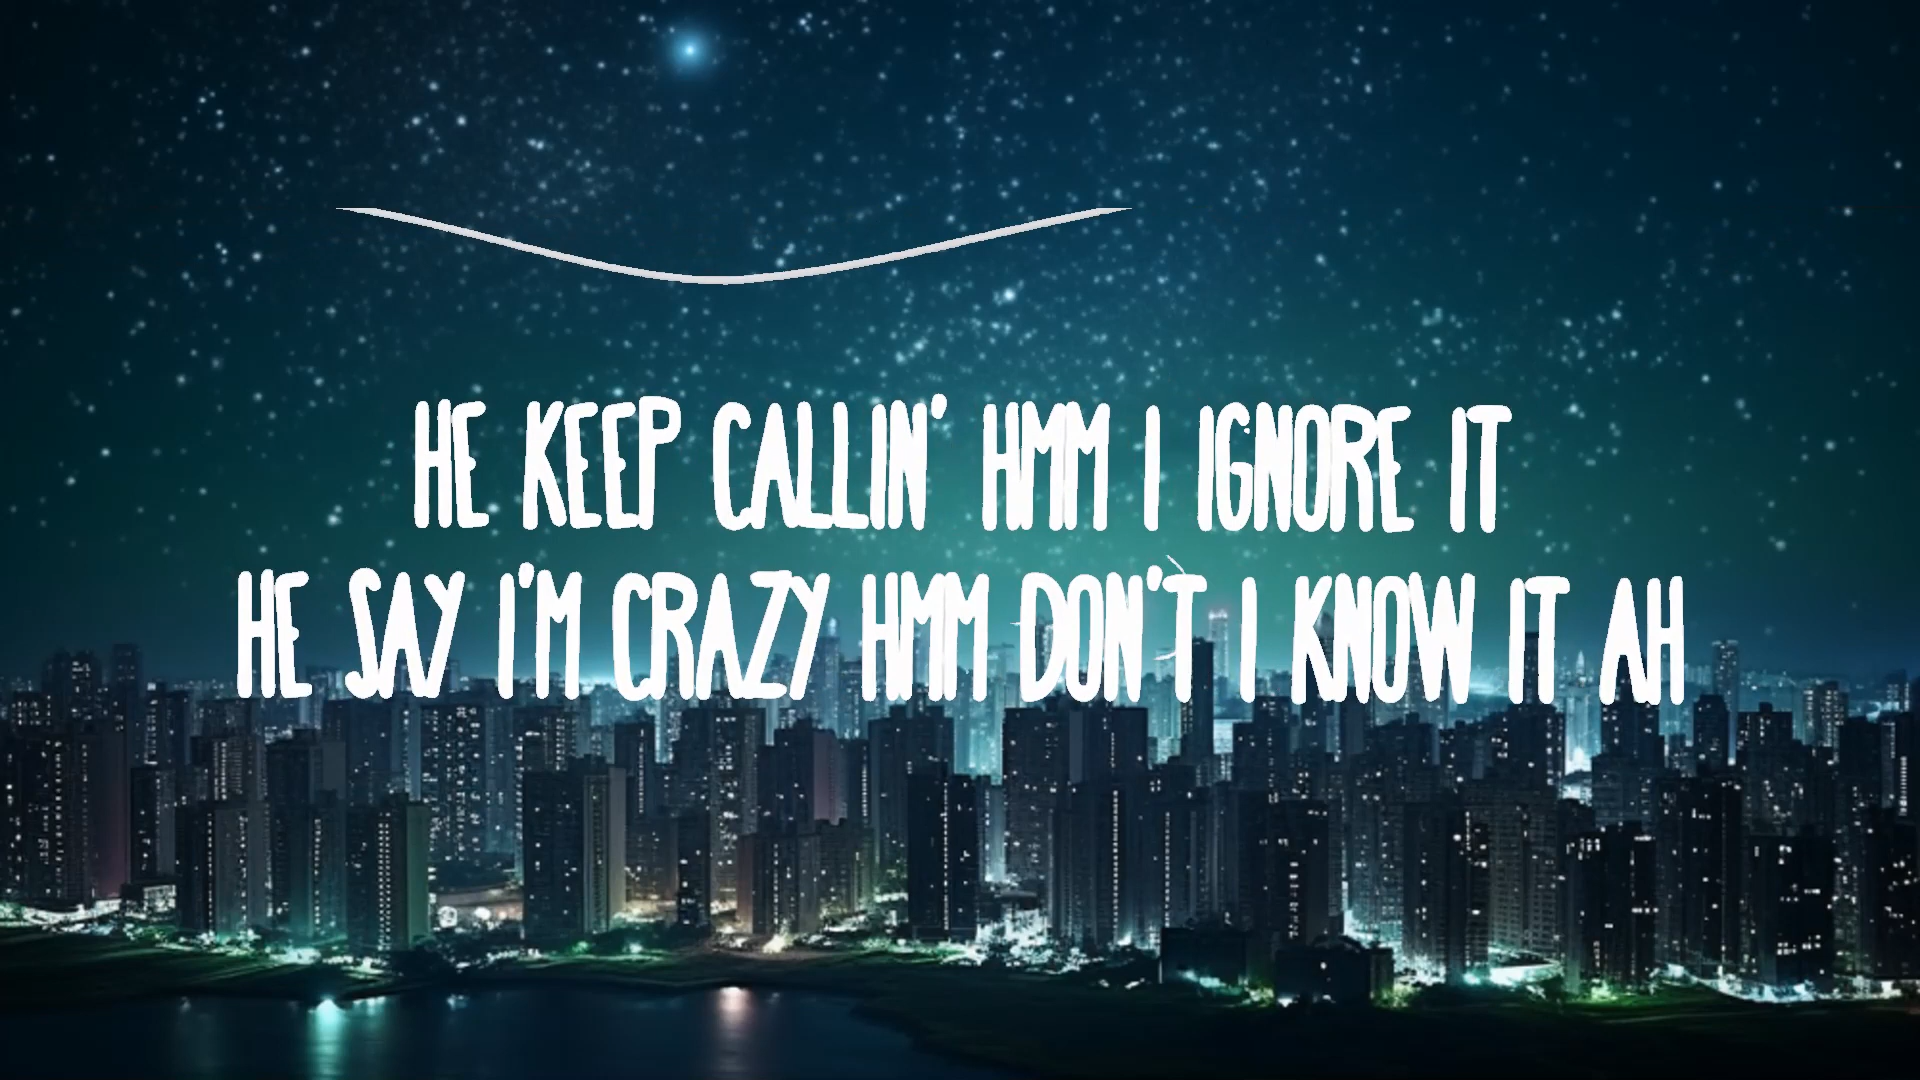 HE KEEP CALLIN' HMM I IGNORE IT
HE SAY I'M CRAZY HMM DON'T I KNOW IT AH